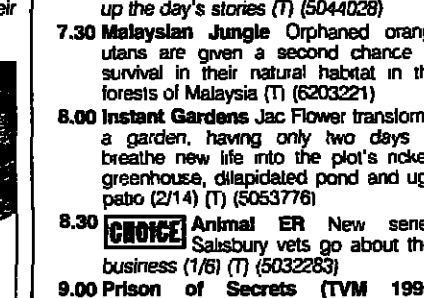 up the day's stories (T) (5044028)
7.30 Malaysian Jungle Orphaned orang
utans are given a second chance
survival in their natural habitat in th
forests of Malaysia (T) (6203221)
8.00 Instant Gardens Jac Flower transform
a garden, having only two days
breathe new life into the plot's ricke
greenhouse, dilapidated pond and ug
patio (2/14) (T) (5053776)
8.30 CHOICE Animal ER New serie
Salisbury vets go about the
business (1/6) (T) (5032283)
9.00 Prison of Secrets (TVM 199